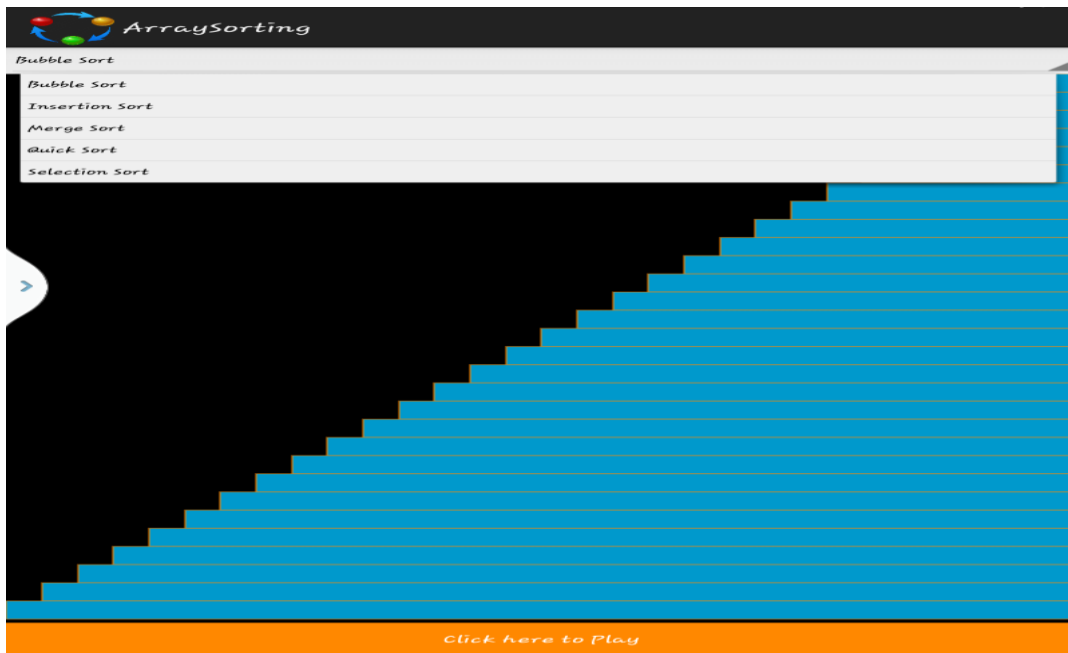 ArraySorting
Bubble Sort
Bubble Sort
Insertion Sort
Merge Sort
Quick Sort
Selection Sort
Click here to Play